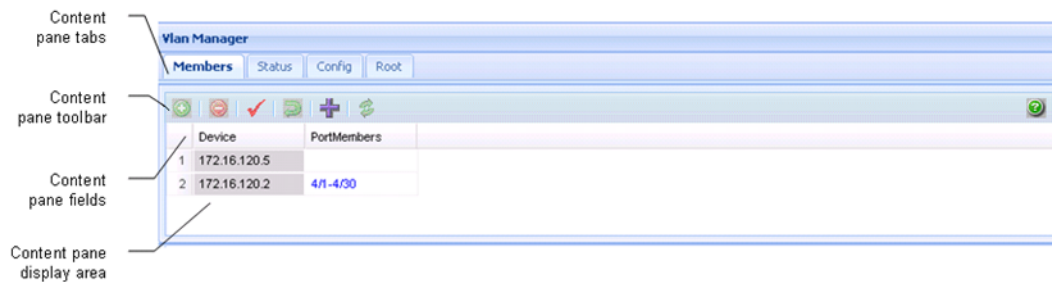 Content
pane tabs
Vlan Manager
Members Status Config Root
Content
pane toolbar
Device PortMembers
1 172.16.120.5
2 172.16.120.2 4/1-4/30
Content
pane fields
Content pane
display area